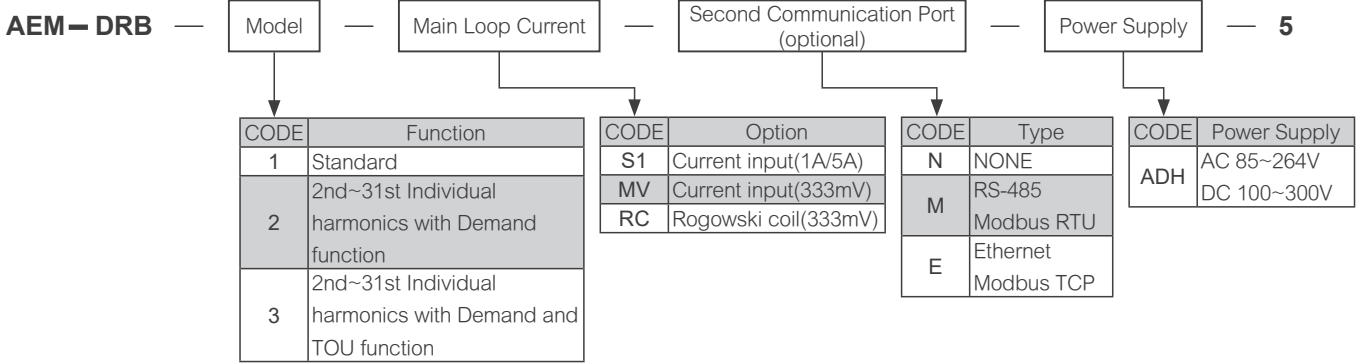 AEM-DRB — Model — Main Loop Current — Second Communication Port (optional) — Power Supply — 5
CODE Function
1 Standard
2 2nd~31st Individual
harmonics with Demand
function
3 2nd~31st Individual
harmonics with Demand and
TOU function
CODE Option
S1 Current input(1A/5A)
MV Current input(333mV)
RC Rogowski coil(333mV)
CODE Type
N NONE
M RS-485
Modbus RTU
E Ethernet
Modbus TCP
CODE Power Supply
ADH AC 85~264V
DC 100~300V